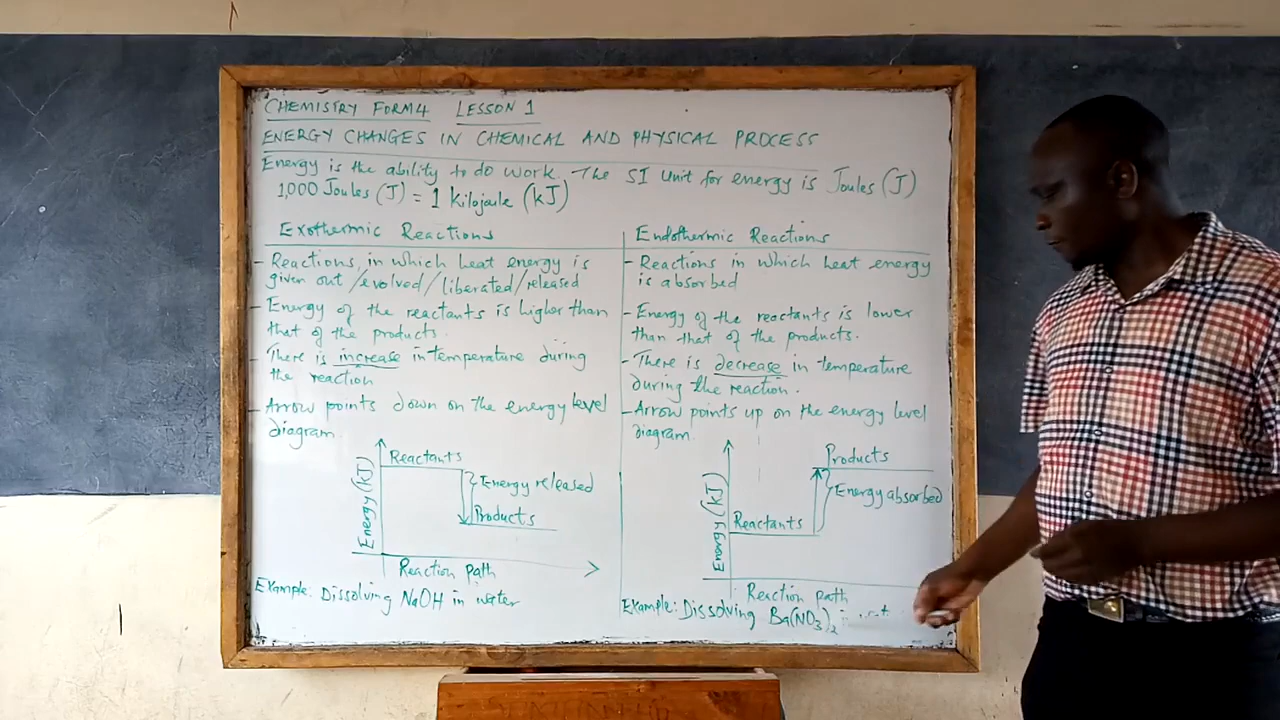 CHEMISTRY FORM 4 LESSON 1
ENERGY CHANGES IN CHEMICAL AND PHYSICAL PROCESS
Energy is the ability to do work. The SI Unit for energy is Joules (J)
1,000 Joules (J) = 1 Kilojoule (kJ)
Exothermic Reactions
- Reactions in which heat energy is
given out/evolved/liberated/released
- Energy of the reactants is higher than
that of the products.
- There is increase in temperature during
the reaction
- Arrow points down on the energy level
diagram
Energy (kJ)
Reactants
Energy released
Products
Reaction path
Example: Dissolving NaOH in water
Endothermic Reactions
- Reactions in which heat energy
is absorbed
- Energy of the reactants is lower
than that of the products.
- There is decrease in temperature
during the reaction.
- Arrow points up on the energy level
diagram.
Energy (kJ)
Products
Energy absorbed
Reactants
Reaction path
Example: Dissolving Ba(NO₃)₂